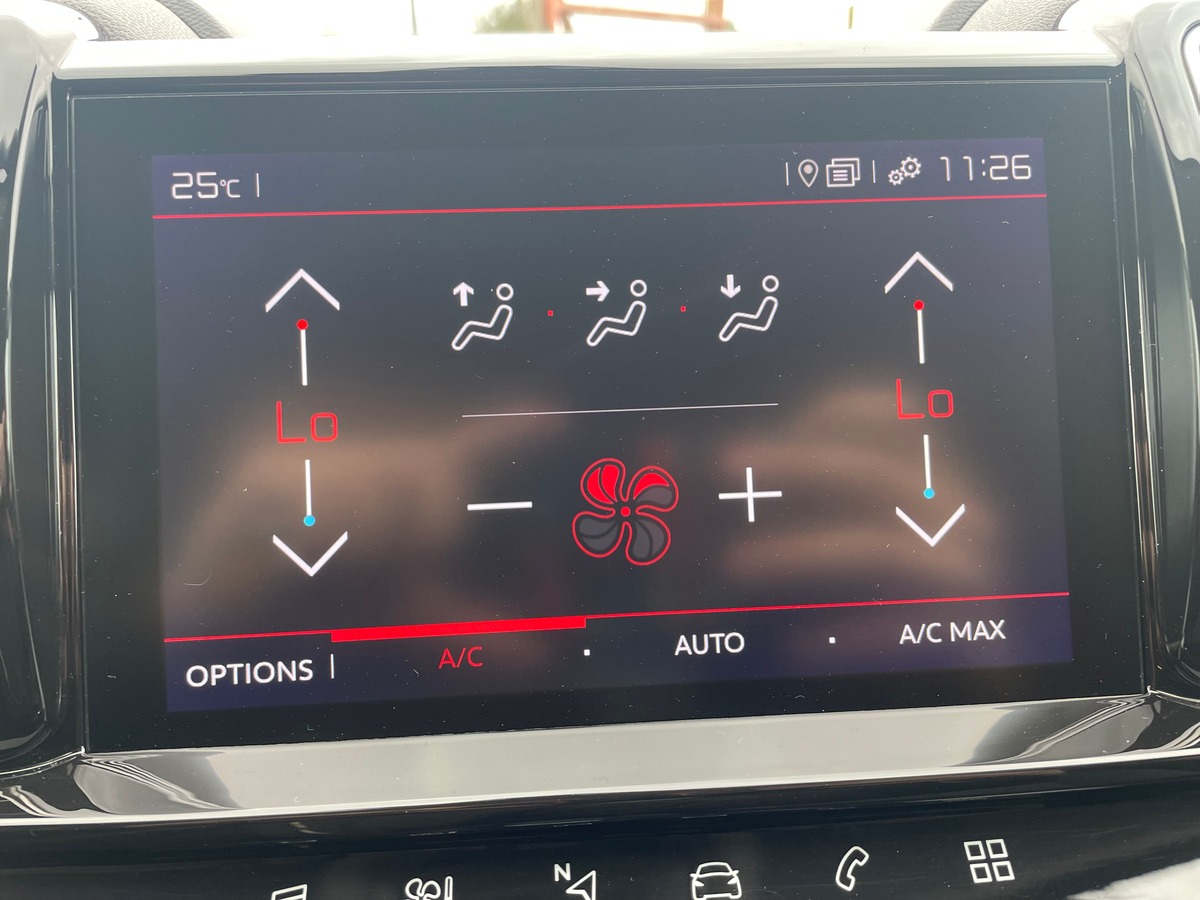 25°C 11:26
Lo Lo
OPTIONS A/C AUTO A/C MAX
N